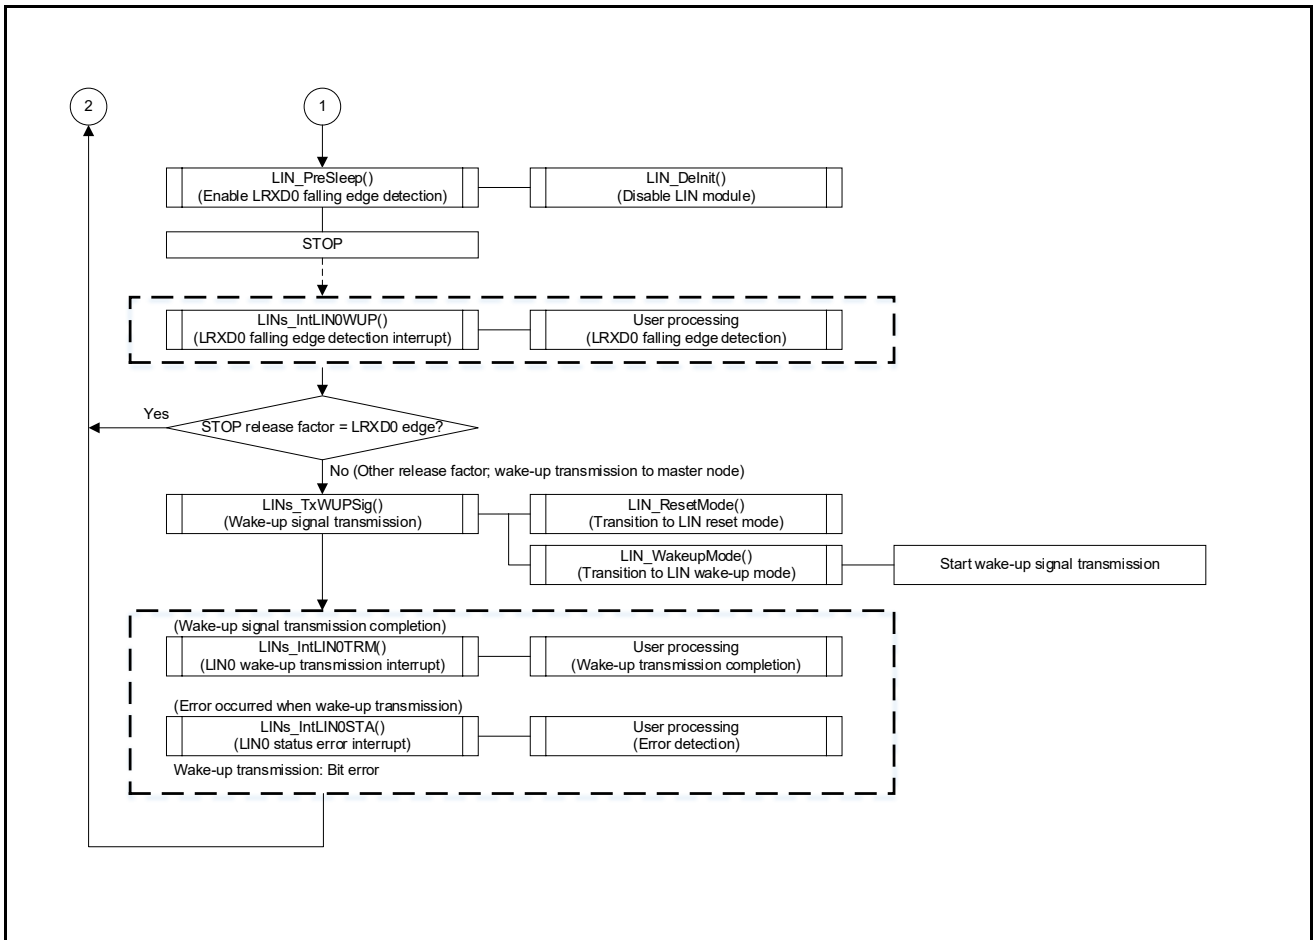 2
1
LIN_PreSleep()
(Enable LRXD0 falling edge detection)
LIN_DeInit()
(Disable LIN module)
STOP
LINs_IntLIN0WUP()
(LRXD0 falling edge detection interrupt)
User processing
(LRXD0 falling edge detection)
Yes
STOP release factor = LRXD0 edge?
No (Other release factor; wake-up transmission to master node)
LINs_TxWUPSig()
(Wake-up signal transmission)
LIN_ResetMode()
(Transition to LIN reset mode)
LIN_WakeupMode()
(Transition to LIN wake-up mode)
Start wake-up signal transmission
(Wake-up signal transmission completion)
LINs_IntLIN0TRM()
(LIN0 wake-up transmission interrupt)
User processing
(Wake-up transmission completion)
(Error occurred when wake-up transmission)
LINs_IntLIN0STA()
(LIN0 status error interrupt)
User processing
(Error detection)
Wake-up transmission: Bit error